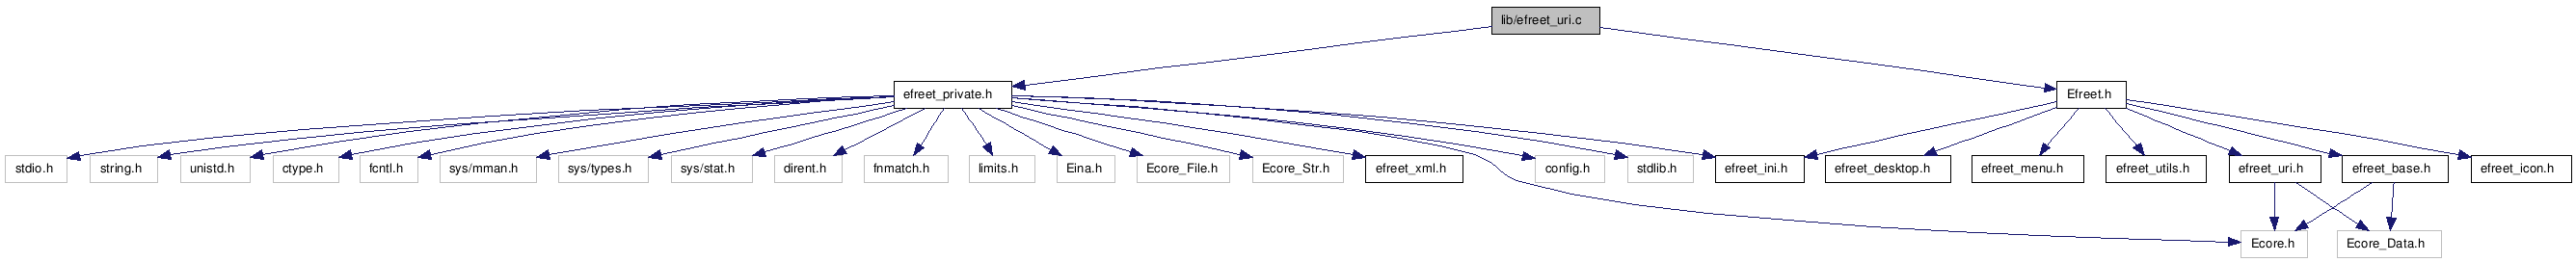 lib/efreet_uri.c
efreet_private.h
Efreet.h
stdio.h
string.h
unistd.h
ctype.h
fcntl.h
sys/mman.h
sys/types.h
sys/stat.h
dirent.h
fnmatch.h
limits.h
Eina.h
Ecore_File.h
Ecore_Str.h
efreet_xml.h
config.h
stdlib.h
efreet_ini.h
efreet_desktop.h
efreet_menu.h
efreet_utils.h
efreet_uri.h
efreet_base.h
efreet_icon.h
Ecore.h
Ecore_Data.h